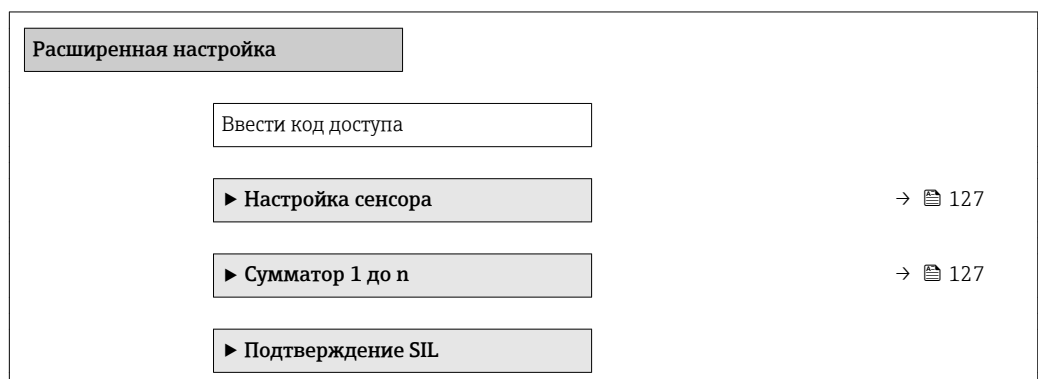 Расширенная настройка
Ввести код доступа
► Настройка сенсора → 127
► Сумматор 1 до n → 127
► Подтверждение SIL